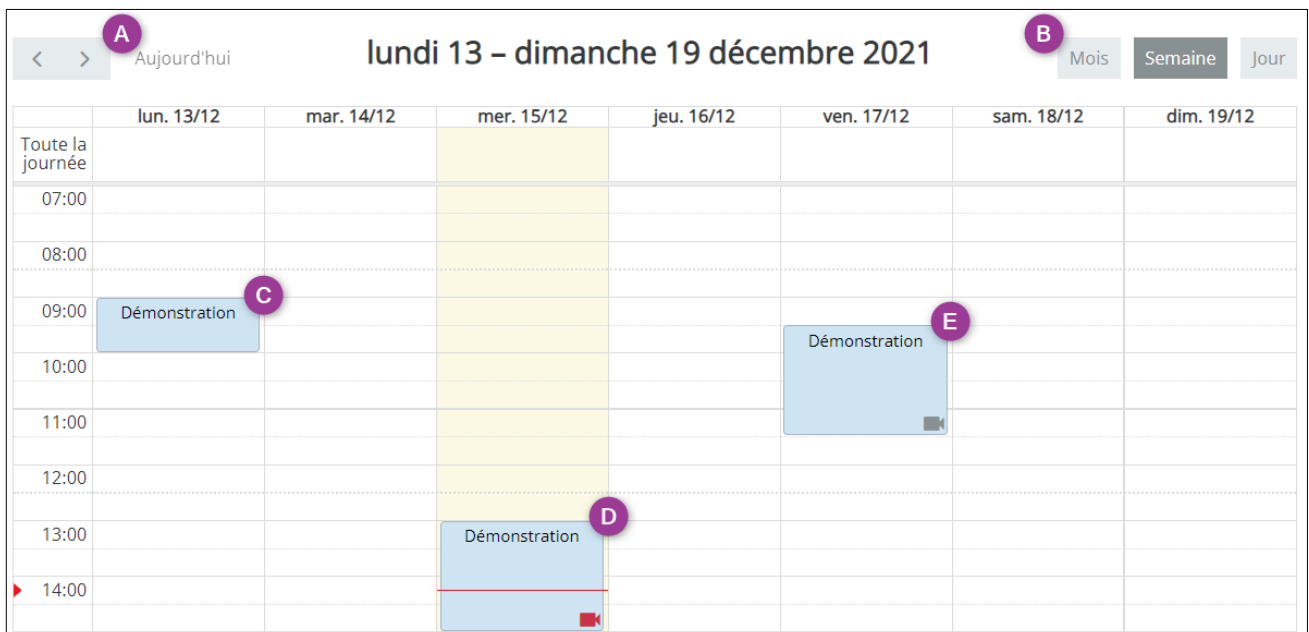 A
B
Aujourd'hui
lundi 13 – dimanche 19 décembre 2021
Mois Semaine Jour
lun. 13/12 mar. 14/12 mer. 15/12 jeu. 16/12 ven. 17/12 sam. 18/12 dim. 19/12
Toute la
journée
07:00
08:00
C
09:00 Démonstration
E
Démonstration
10:00
11:00
12:00
D
13:00 Démonstration
14:00